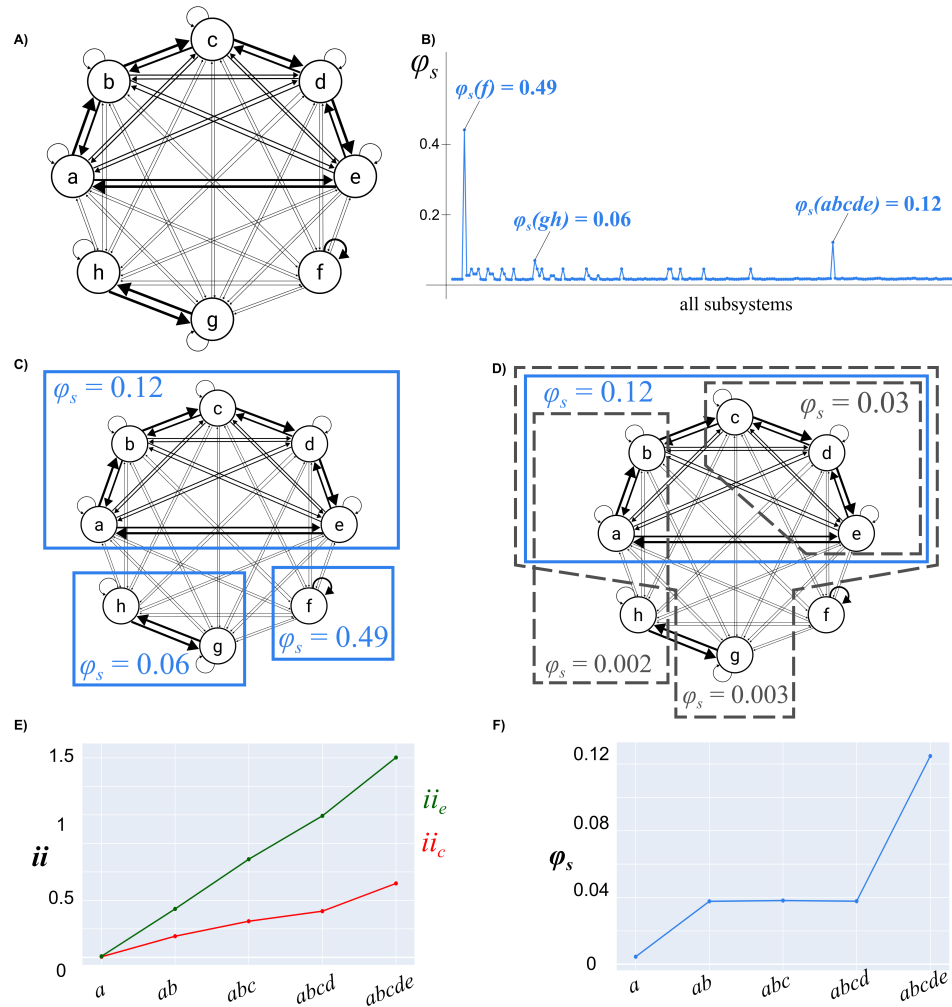 A)
c
b
d
a
e
h
f
g
B)
φs
φs(f) = 0.49
0.4
φs(abcde) = 0.12
φs(gh) = 0.06
0.2
all subsystems
C)
φs = 0.12
c
b
d
a
e
h
f
g
φs = 0.06
φs = 0.49
D)
φs = 0.12
φs = 0.03
c
b
d
a
e
h
f
g
φs = 0.002
φs = 0.003
E)
1.5
1
ii
0.5
0
iie
iic
a
ab
abc
abcd
abcde
F)
0.12
0.08
φs
0.04
0
a
ab
abc
abcd
abcde